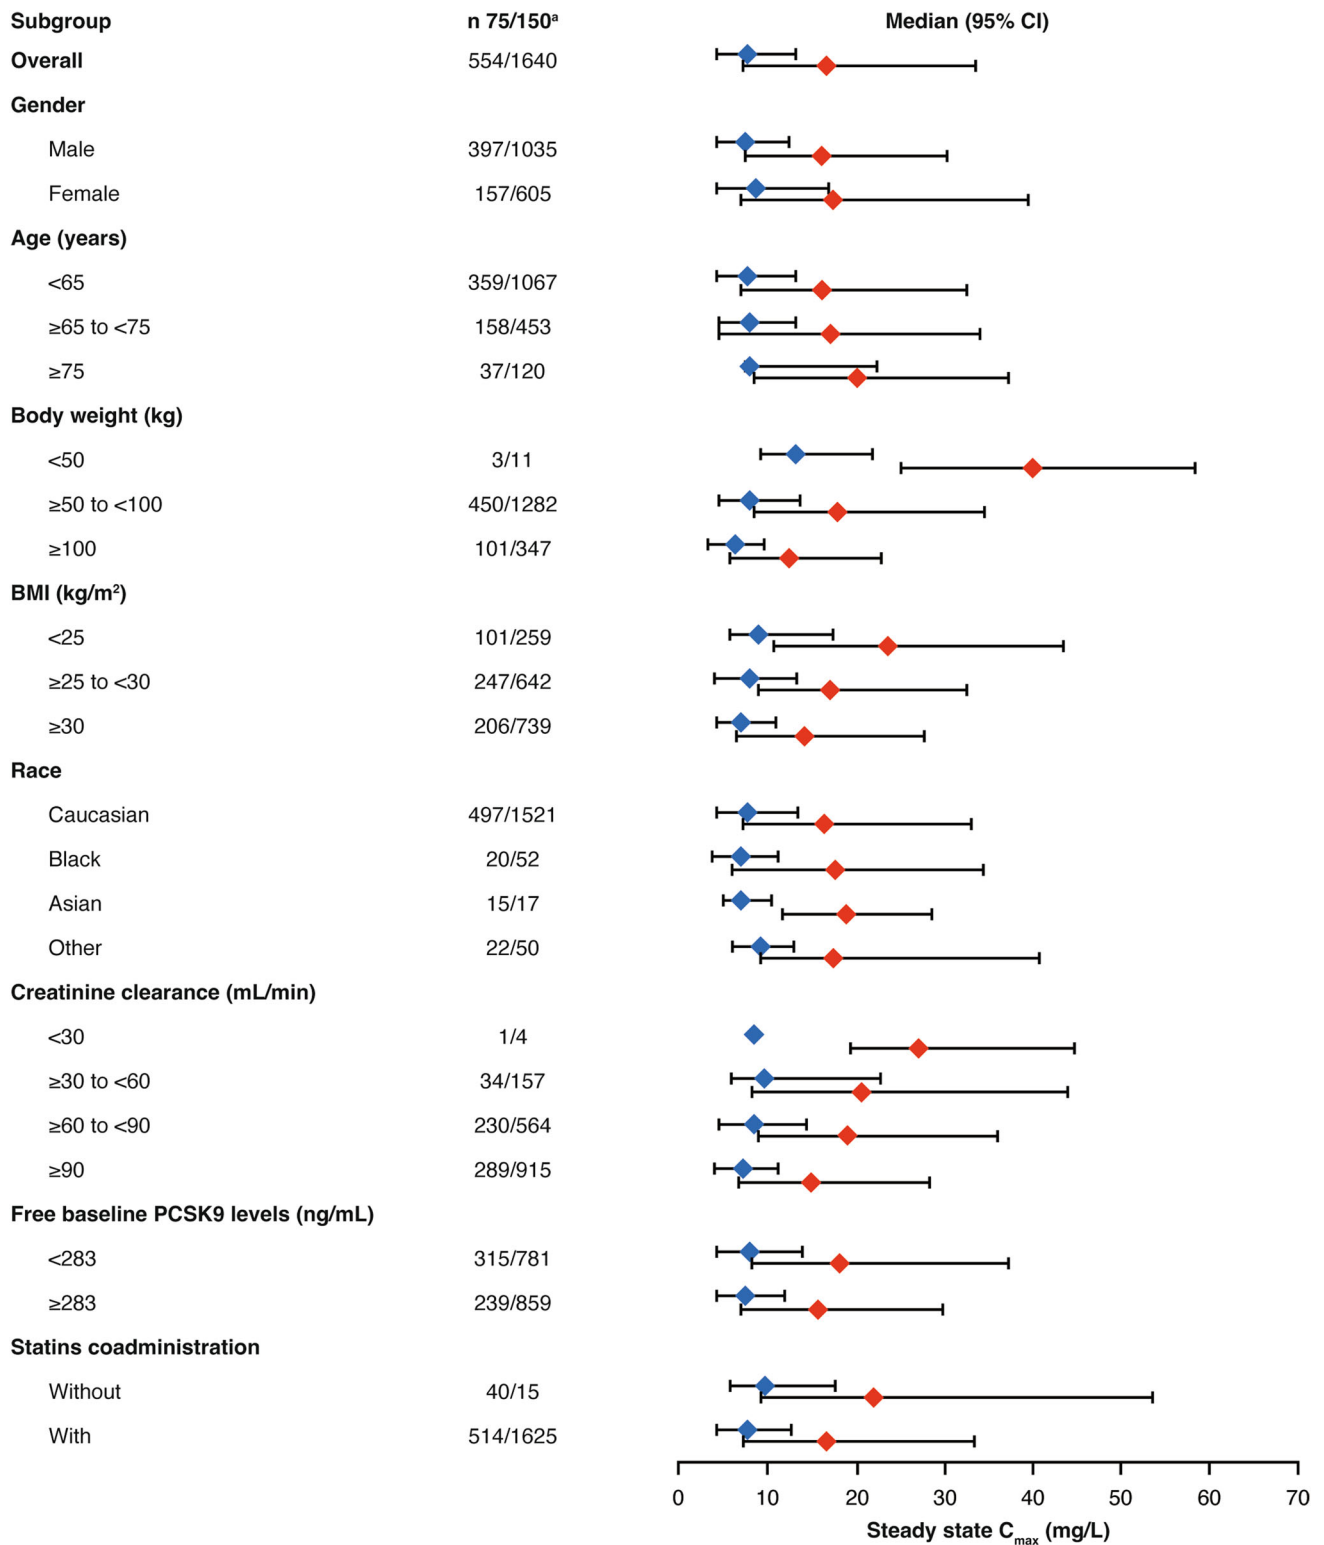 Subgroup n 75/150ª Median (95% CI)
Overall 554/1640
Gender
Male 397/1035
Female 157/605
Age (years)
<65 359/1067
≥65 to <75 158/453
≥75 37/120
Body weight (kg)
<50 3/11
≥50 to <100 450/1282
≥100 101/347
BMI (kg/m²)
<25 101/259
≥25 to <30 247/642
≥30 206/739
Race
Caucasian 497/1521
Black 20/52
Asian 15/17
Other 22/50
Creatinine clearance (mL/min)
<30 1/4
≥30 to <60 34/157
≥60 to <90 230/564
≥90 289/915
Free baseline PCSK9 levels (ng/mL)
<283 315/781
≥283 239/859
Statins coadministration
Without 40/15
With 514/1625
0 10 20 30 40 50 60 70
Steady state Cmax (mg/L)